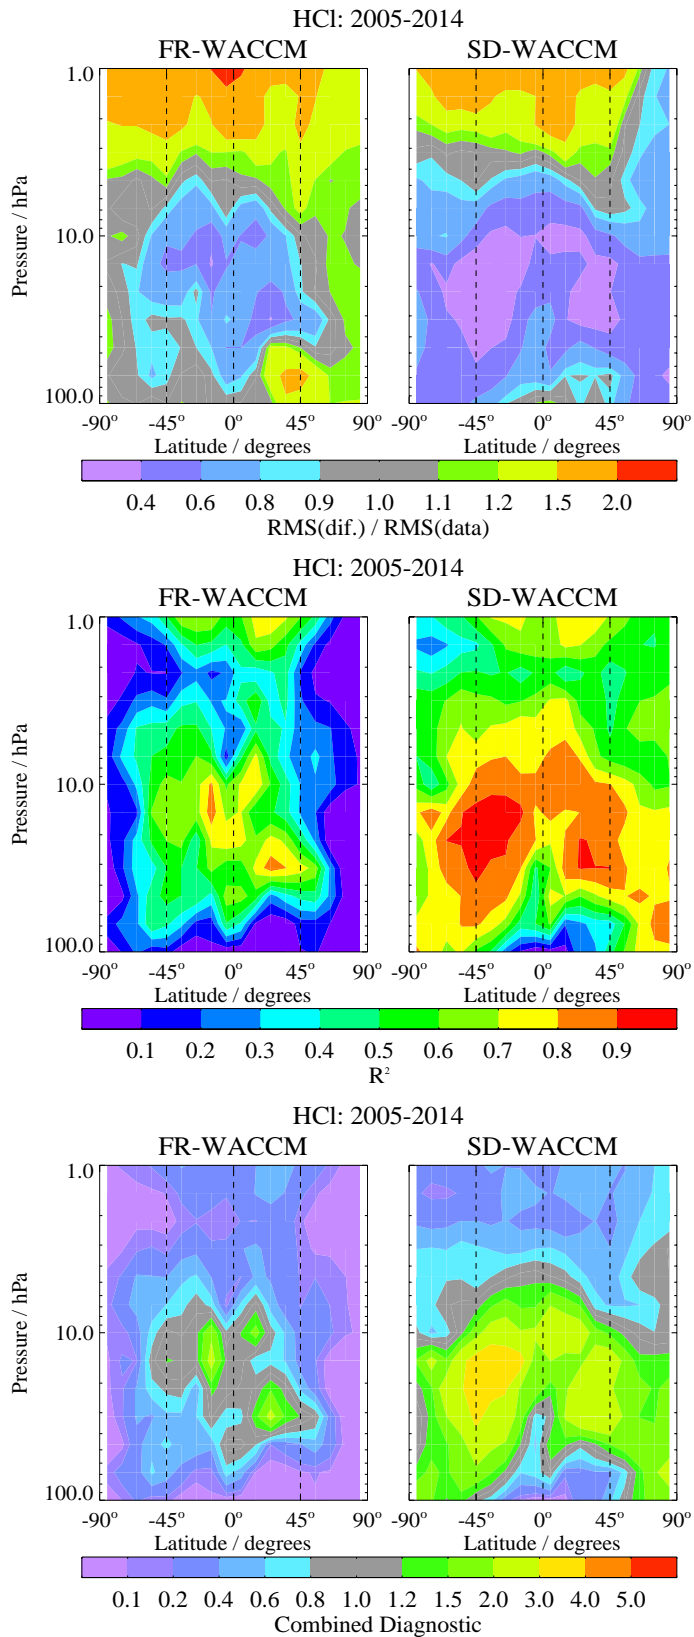 HCl: 2005-2014
FR-WACCM SD-WACCM
1.0
10.0
100.0
Pressure / hPa
-90° -45° 0° 45° 90° -90° -45° 0° 45° 90°
Latitude / degrees Latitude / degrees
0.4 0.6 0.8 0.9 1.0 1.1 1.2 1.5 2.0
RMS(dif.) / RMS(data)
HCl: 2005-2014
FR-WACCM SD-WACCM
1.0
10.0
100.0
Pressure / hPa
-90° -45° 0° 45° 90° -90° -45° 0° 45° 90°
Latitude / degrees Latitude / degrees
0.1 0.2 0.3 0.4 0.5 0.6 0.7 0.8 0.9
R²
HCl: 2005-2014
FR-WACCM SD-WACCM
1.0
10.0
100.0
Pressure / hPa
-90° -45° 0° 45° 90° -90° -45° 0° 45° 90°
Latitude / degrees Latitude / degrees
0.1 0.2 0.4 0.6 0.8 1.0 1.2 1.5 2.0 3.0 4.0 5.0
Combined Diagnostic